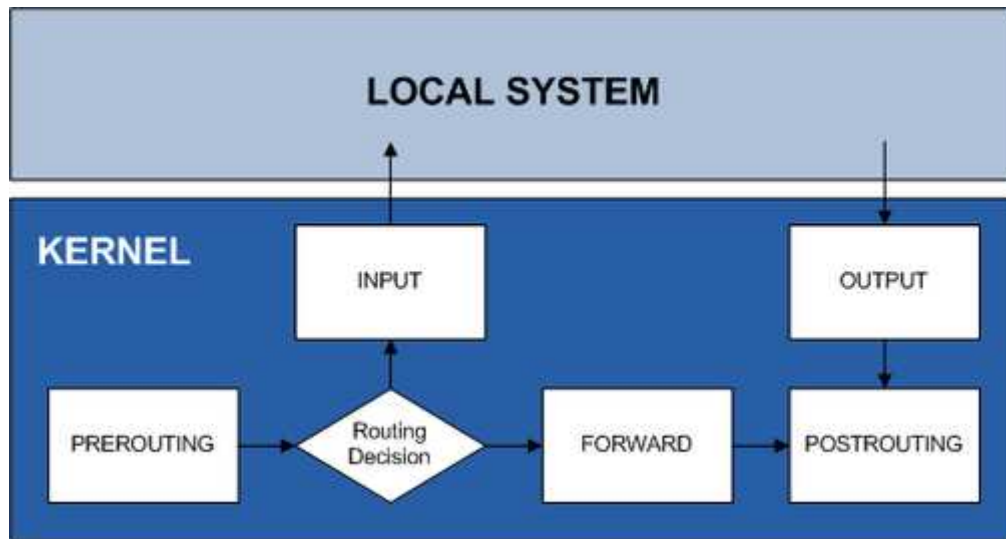 LOCAL SYSTEM
KERNEL
INPUT
OUTPUT
PREROUTING
Routing
Decision
FORWARD
POSTROUTING